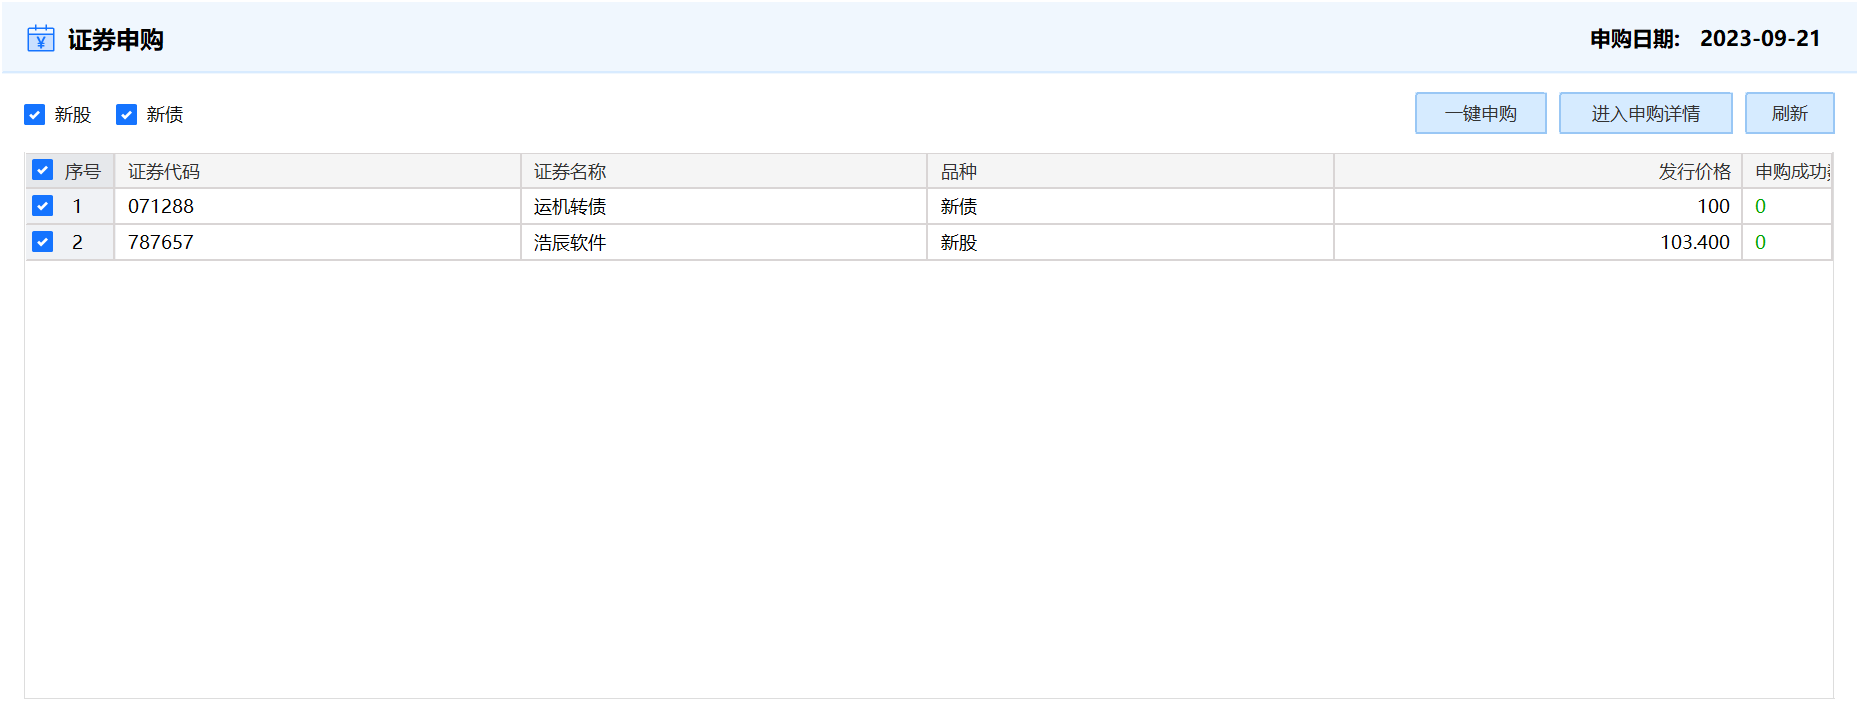 证券申购
申购日期: 2023-09-21
新股 新债 一键申购 进入申购详情 刷新
序号 证券代码 证券名称 品种 发行价格 申购成功
1 071288 运机转债 新债 100 0
2 787657 浩辰软件 新股 103.400 0